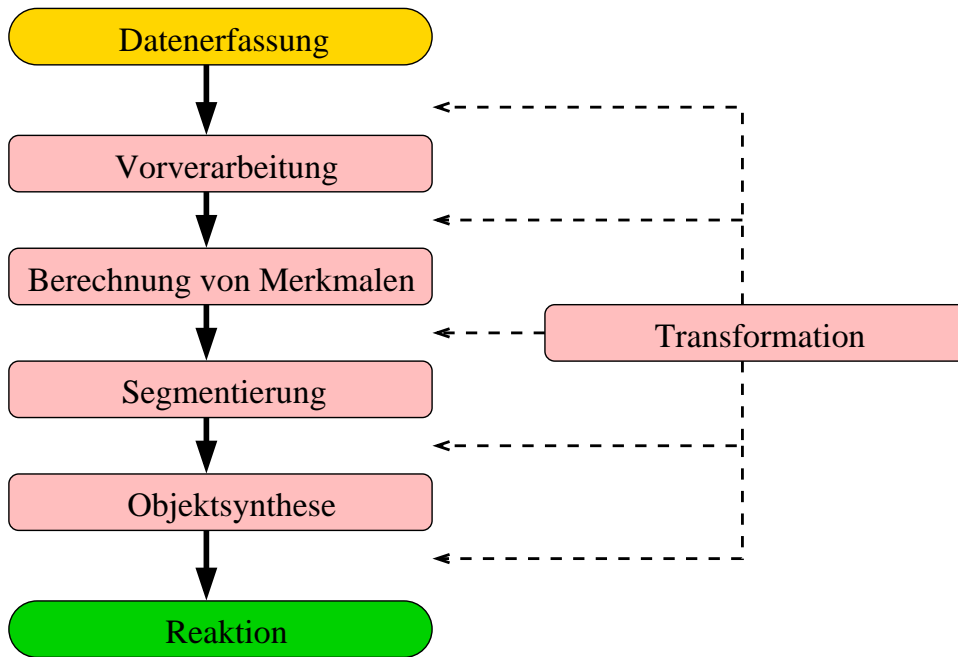 Datenerfassung
Vorverarbeitung
Berechnung von Merkmalen
Transformation
Segmentierung
Objektsynthese
Reaktion